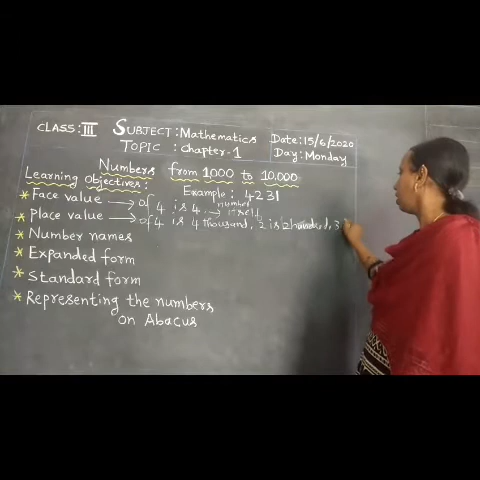 CLASS: III SUBJECT: Mathematics Date: 15/6/2020
TOPIC : Chapter-1 Day: Monday
Numbers from 1000 to 10.000
Learning objectives: Example: 4231
* Face value → of 4 is 4. → number itself
* Place value → of 4 is 4 thousand, 2 is 2 hundred, 3
* Number names
* Expanded form
* Standard form
* Representing the numbers
on Abacus